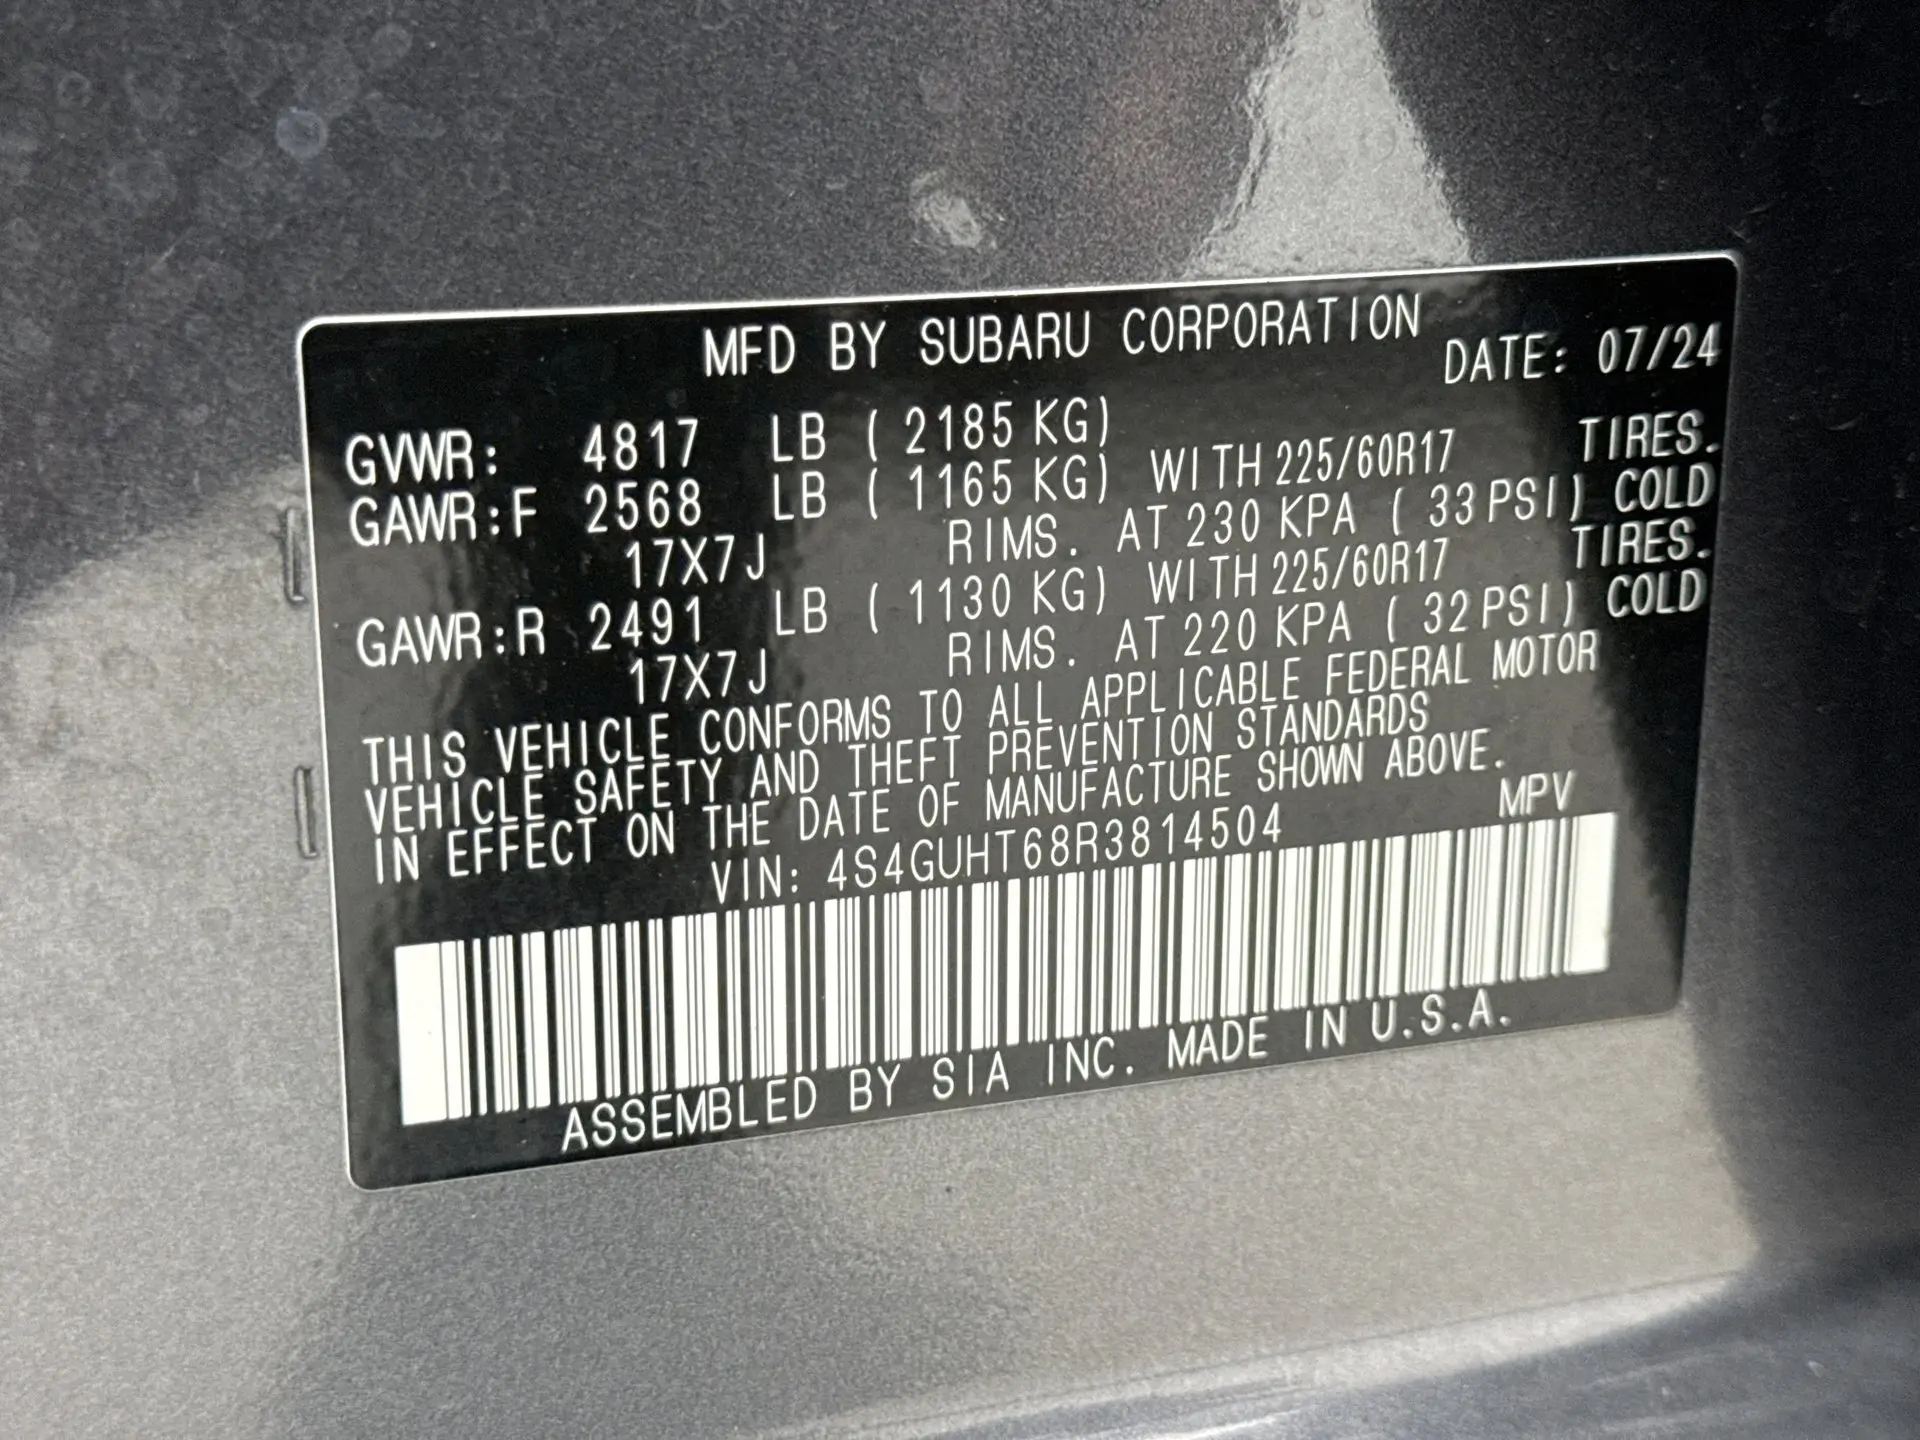 MFD BY SUBARU CORPORATION DATE: 07/24
GVWR: 4817 LB ( 2185 KG)
GAWR:F 2568 LB ( 1165 KG) WITH 225/60R17 TIRES.
17X7J RIMS. AT 230 KPA ( 33 PSI) COLD
GAWR:R 2491 LB ( 1130 KG) WITH 225/60R17 TIRES.
17X7J RIMS. AT 220 KPA ( 32 PSI) COLD
THIS VEHICLE CONFORMS TO ALL APPLICABLE FEDERAL MOTOR
VEHICLE SAFETY AND THEFT PREVENTION STANDARDS
IN EFFECT ON THE DATE OF MANUFACTURE SHOWN ABOVE.
VIN: 4S4GUHT68R3814504 MPV
ASSEMBLED BY SIA INC. MADE IN U.S.A.